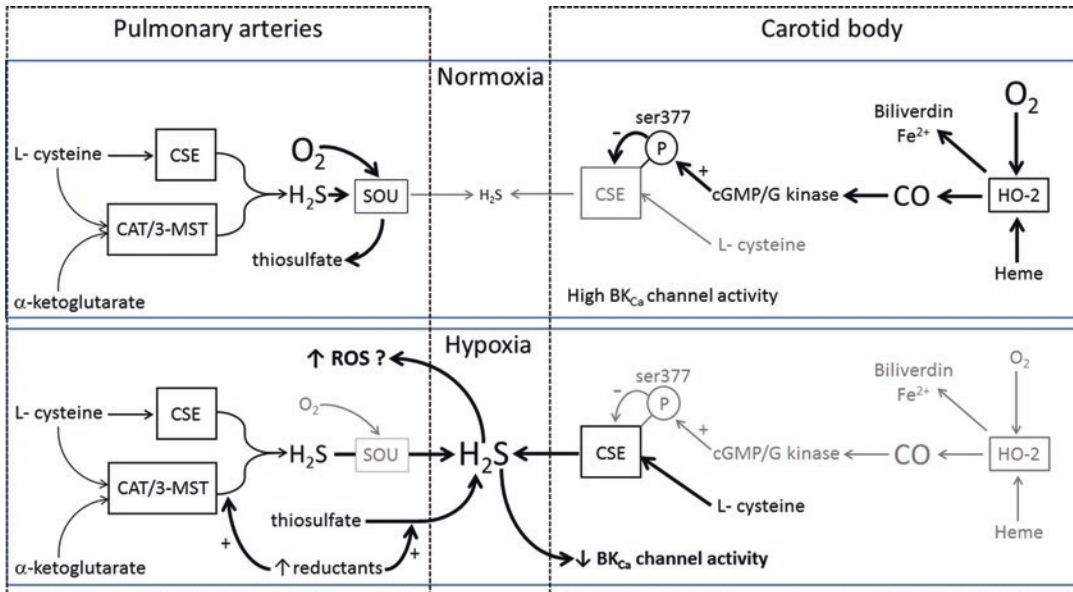 Pulmonary arteries
Carotid body
Normoxia
L- cysteine
CSE
CAT/3-MST
α-ketoglutarate
H₂S
O₂
SOU
thiosulfate
H₂S
CSE
-
ser377
P
+
cGMP/G kinase
L- cysteine
CO
Biliverdin
Fe²⁺
O₂
HO-2
Heme
High BKCa channel activity
Hypoxia
↑ ROS ?
L- cysteine
CSE
CAT/3-MST
α-ketoglutarate
H₂S
O₂
SOU
thiosulfate
+
↑ reductants
+
H₂S
CSE
-
ser377
P
+
cGMP/G kinase
L- cysteine
CO
Biliverdin
Fe²⁺
O₂
HO-2
Heme
↓ BKCa channel activity